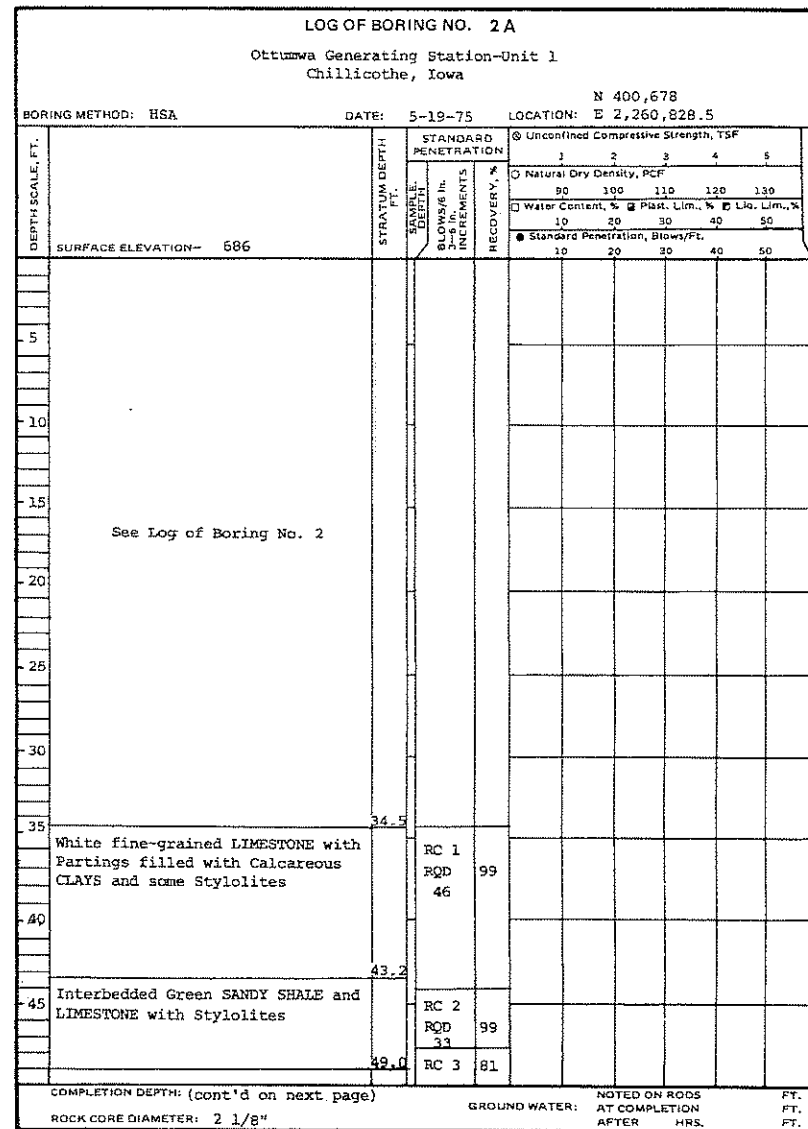 LOG OF BORING NO. 2A
Ottumwa Generating Station-Unit 1
Chillicothe, Iowa
N 400,678
BORING METHOD: HSA DATE: 5-19-75 LOCATION: E 2,260,828.5
DEPTH SCALE, FT.
SURFACE ELEVATION- 686
STRATUM DEPTH FT.
STANDARD PENETRATION
SAMPLE DEPTH
BLOWS/6 In. 3-6 In. INCREMENTS
RECOVERY, %
Unconfined Compressive Strength, TSF
1 2 3 4 5
Natural Dry Density, PCF
90 100 110 120 130
Water Content, % Plast. Lim., % Liq. Lim., %
10 20 30 40 50
Standard Penetration, Blows/Ft.
10 20 30 40 50
5
10
15
See Log of Boring No. 2
20
25
30
34.5
35
White fine-grained LIMESTONE with
Partings filled with Calcareous
CLAYS and some Stylolites
RC 1
RQD 99
46
40
43.2
Interbedded Green SANDY SHALE and
LIMESTONE with Stylolites
45
RC 2
RQD 99
33
49.0
RC 3 81
COMPLETION DEPTH: (cont'd on next page)
ROCK CORE DIAMETER: 2 1/8"
GROUND WATER:
NOTED ON RODS FT.
AT COMPLETION FT.
AFTER HRS. FT.